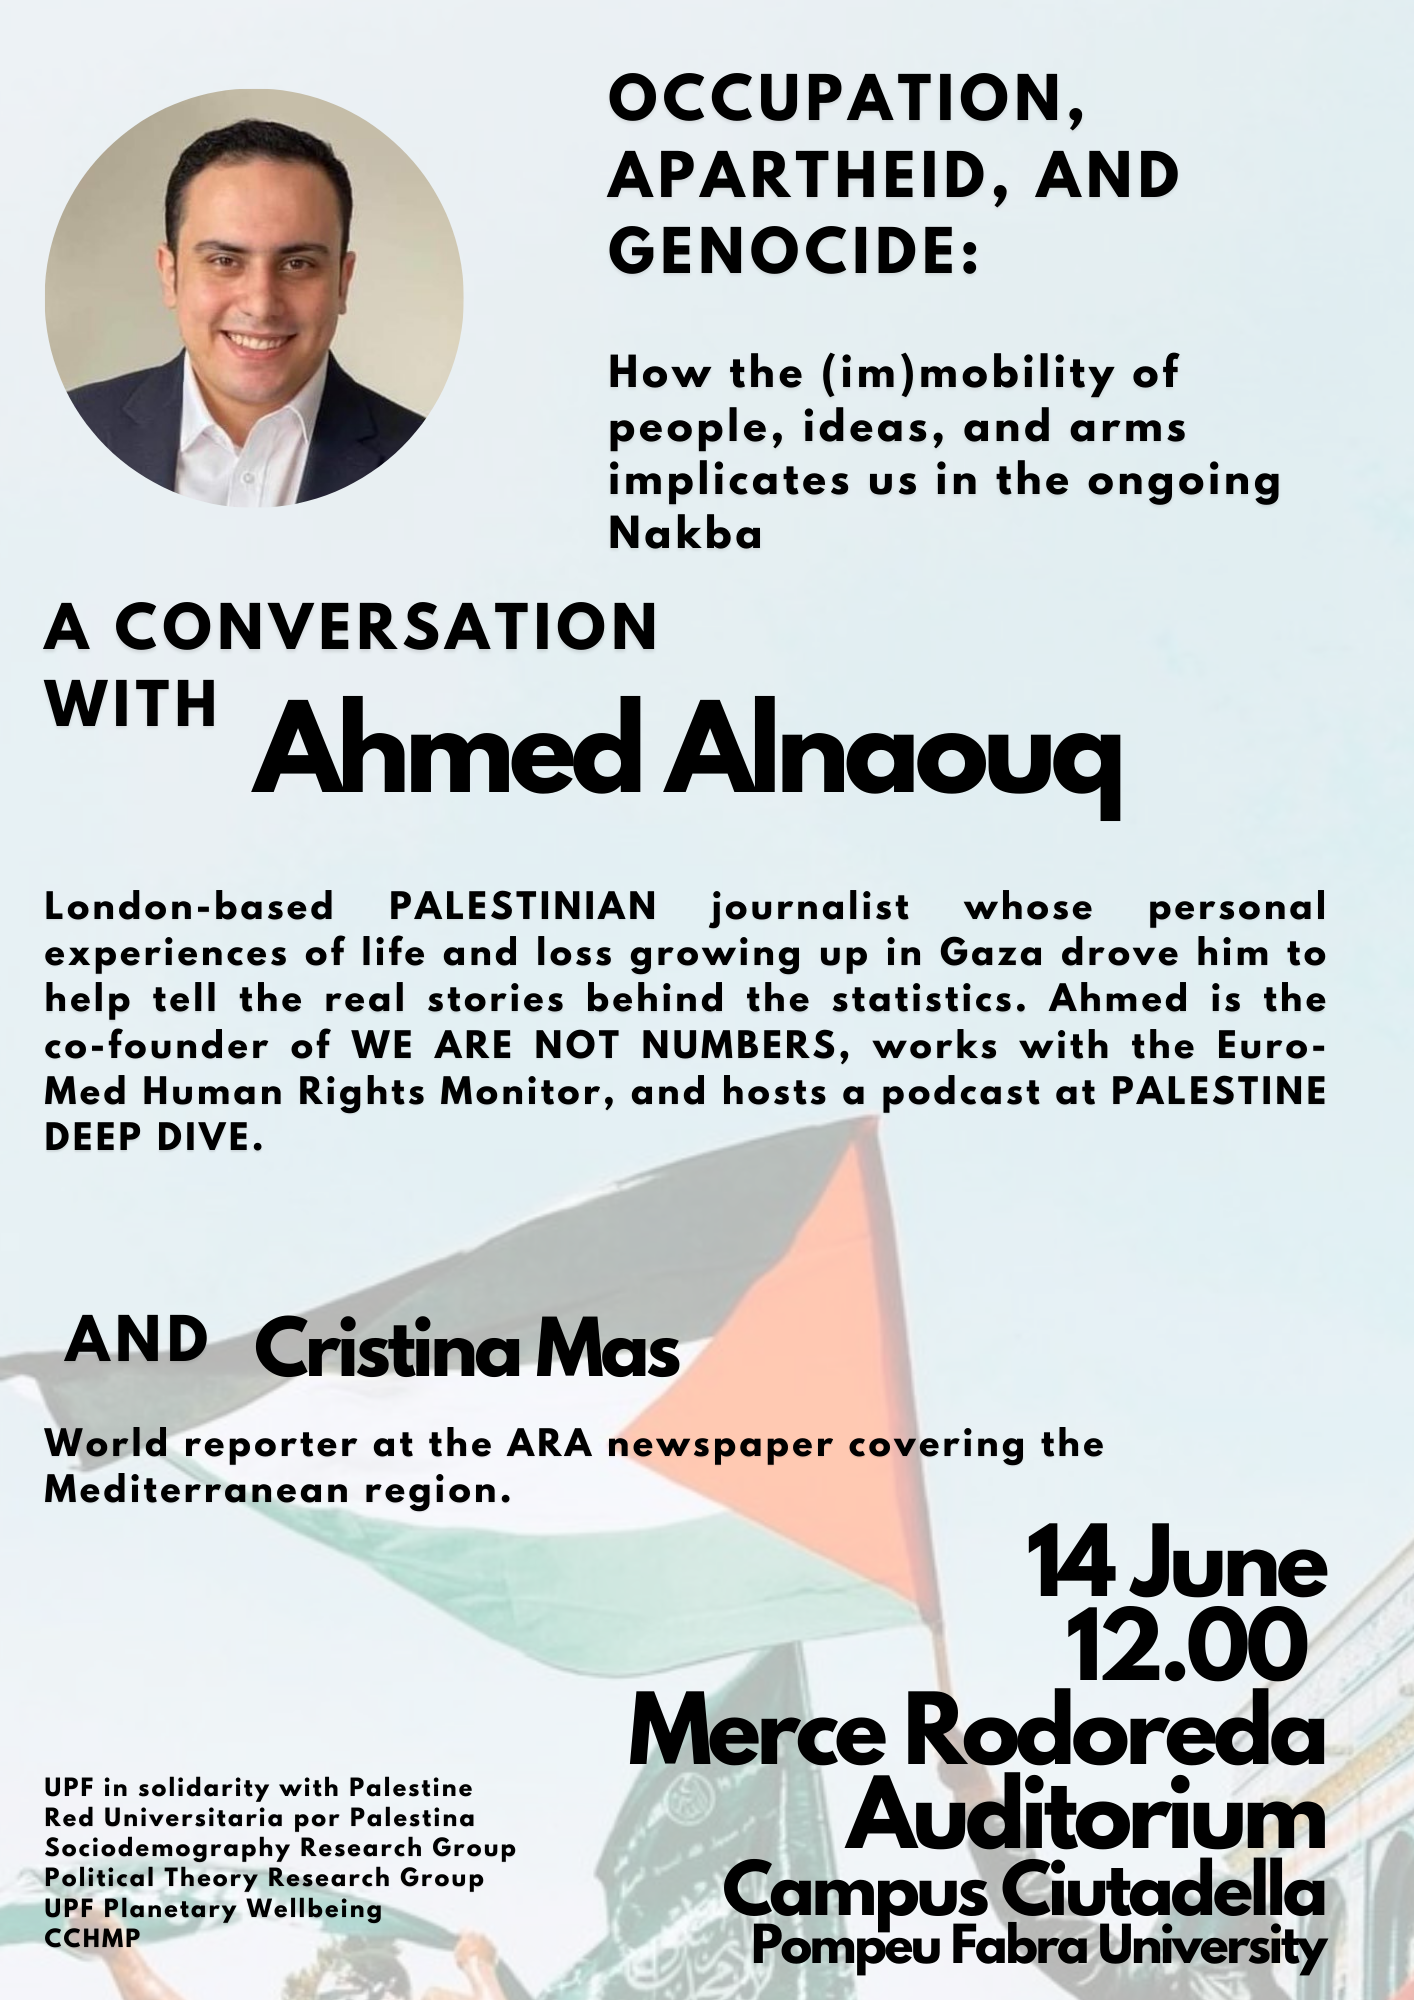 OCCUPATION,
APARTHEID, AND
GENOCIDE:
How the (im)mobility of
people, ideas, and arms
implicates us in the ongoing
Nakba
A CONVERSATION
WITH Ahmed Alnaouq
London-based PALESTINIAN journalist whose personal
experiences of life and loss growing up in Gaza drove him to
help tell the real stories behind the statistics. Ahmed is the
co-founder of WE ARE NOT NUMBERS, works with the Euro-
Med Human Rights Monitor, and hosts a podcast at PALESTINE
DEEP DIVE.
AND Cristina Mas
World reporter at the ARA newspaper covering the
Mediterranean region.
14 June
12.00
Merce Rodoreda
Auditorium
Campus Ciutadella
Pompeu Fabra University
UPF in solidarity with Palestine
Red Universitaria por Palestina
Sociodemography Research Group
Political Theory Research Group
UPF Planetary Wellbeing
CCHMP